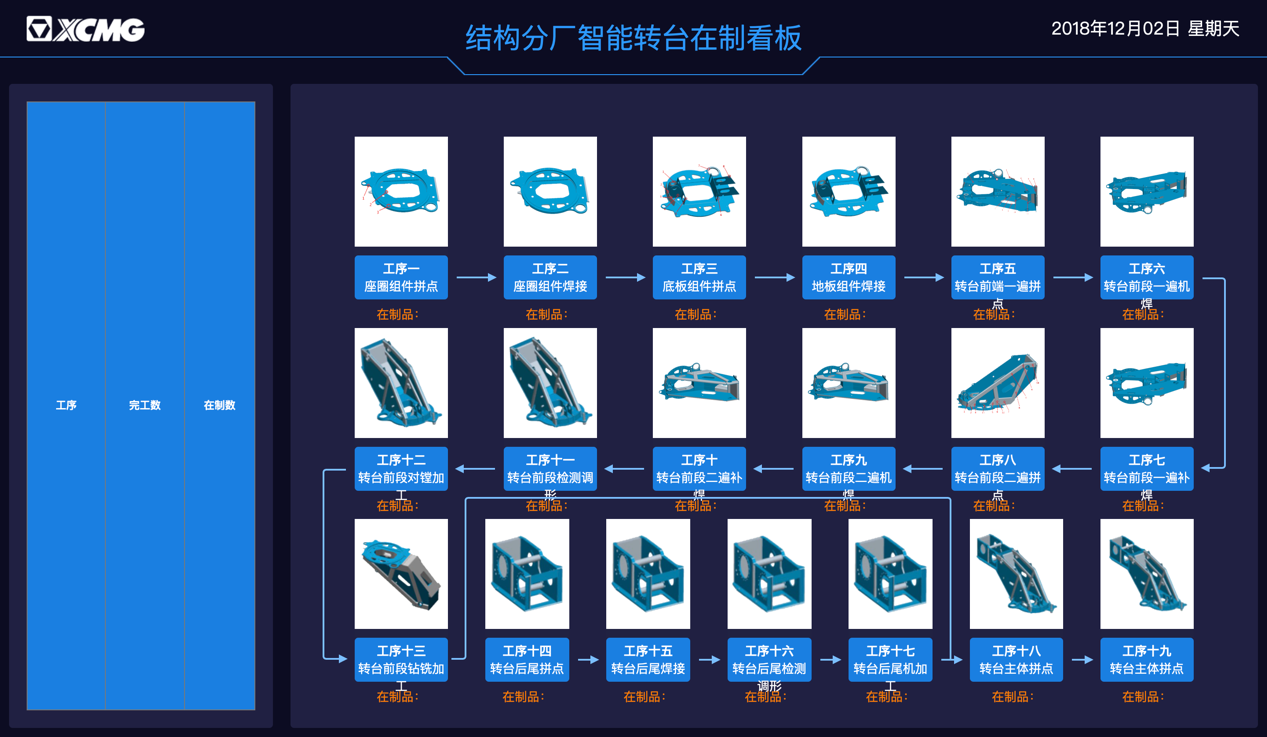 XCMG
结构分厂智能转台在制看板
2018年12月02日 星期天
工序
完工数
在制数
工序一
座圈组件拼点
在制品：
工序二
座圈组件焊接
在制品：
工序三
底板组件拼点
在制品：
工序四
地板组件焊接
在制品：
工序五
转台前端一遍拼
点
在制品：
工序六
转台前段一遍机
焊
在制品：
工序十二
转台前段对镗加
工
在制品：
工序十一
转台前段检测调
形
在制品：
工序十
转台前段二遍补
焊
在制品：
工序九
转台前段二遍机
焊
在制品：
工序八
转台前段二遍拼
点
在制品：
工序七
转台前段一遍补
焊
在制品：
工序十三
转台前段钻铣加
工
在制品：
工序十四
转台后尾拼点
在制品：
工序十五
转台后尾焊接
在制品：
工序十六
转台后尾检测
调形
在制品：
工序十七
转台后尾机加
工
在制品：
工序十八
转台主体拼点
在制品：
工序十九
转台主体拼点
在制品：